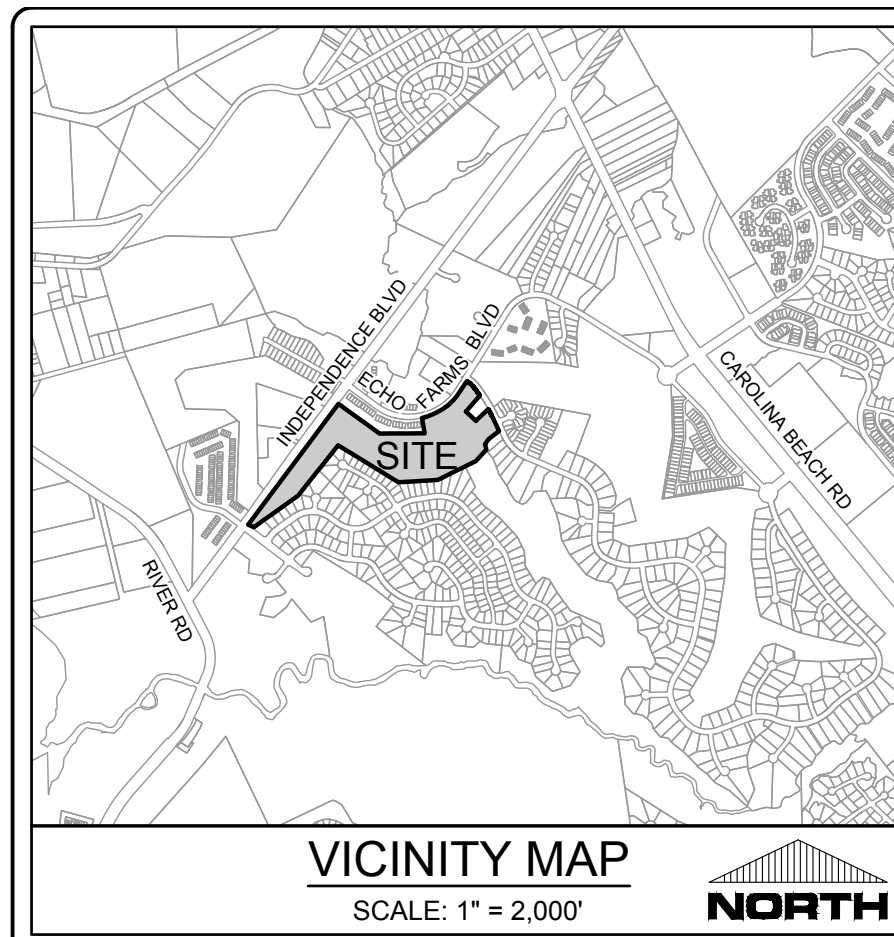 INDEPENDENCE BLVD
ECHO FARMS BLVD
SITE
CAROLINA BEACH RD
RIVER RD
VICINITY MAP
SCALE: 1" = 2,000'
NORTH